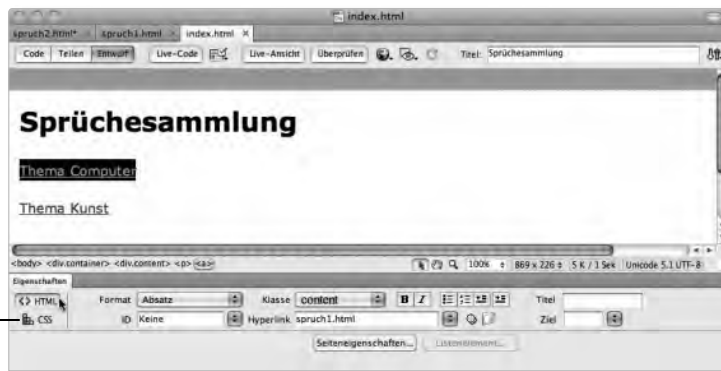 index.html
spruch2.html* × spruch1.html × index.html ×
Code Teilen Entwurf Live-Code Live-Ansicht Überprüfen Titel: Sprüchesammlung
Sprüchesammlung
Thema Computer
Thema Kunst
<body> <div.container> <div.content> <p> <a> 100% 869 x 226 5 K / 1 Sek Unicode 5.1 UTF-8
Eigenschaften
<> HTML Format Absatz Klasse content B I Titel
CSS ID Keine Hyperlink spruch1.html Ziel
Seiteneigenschaften... Listenelement...